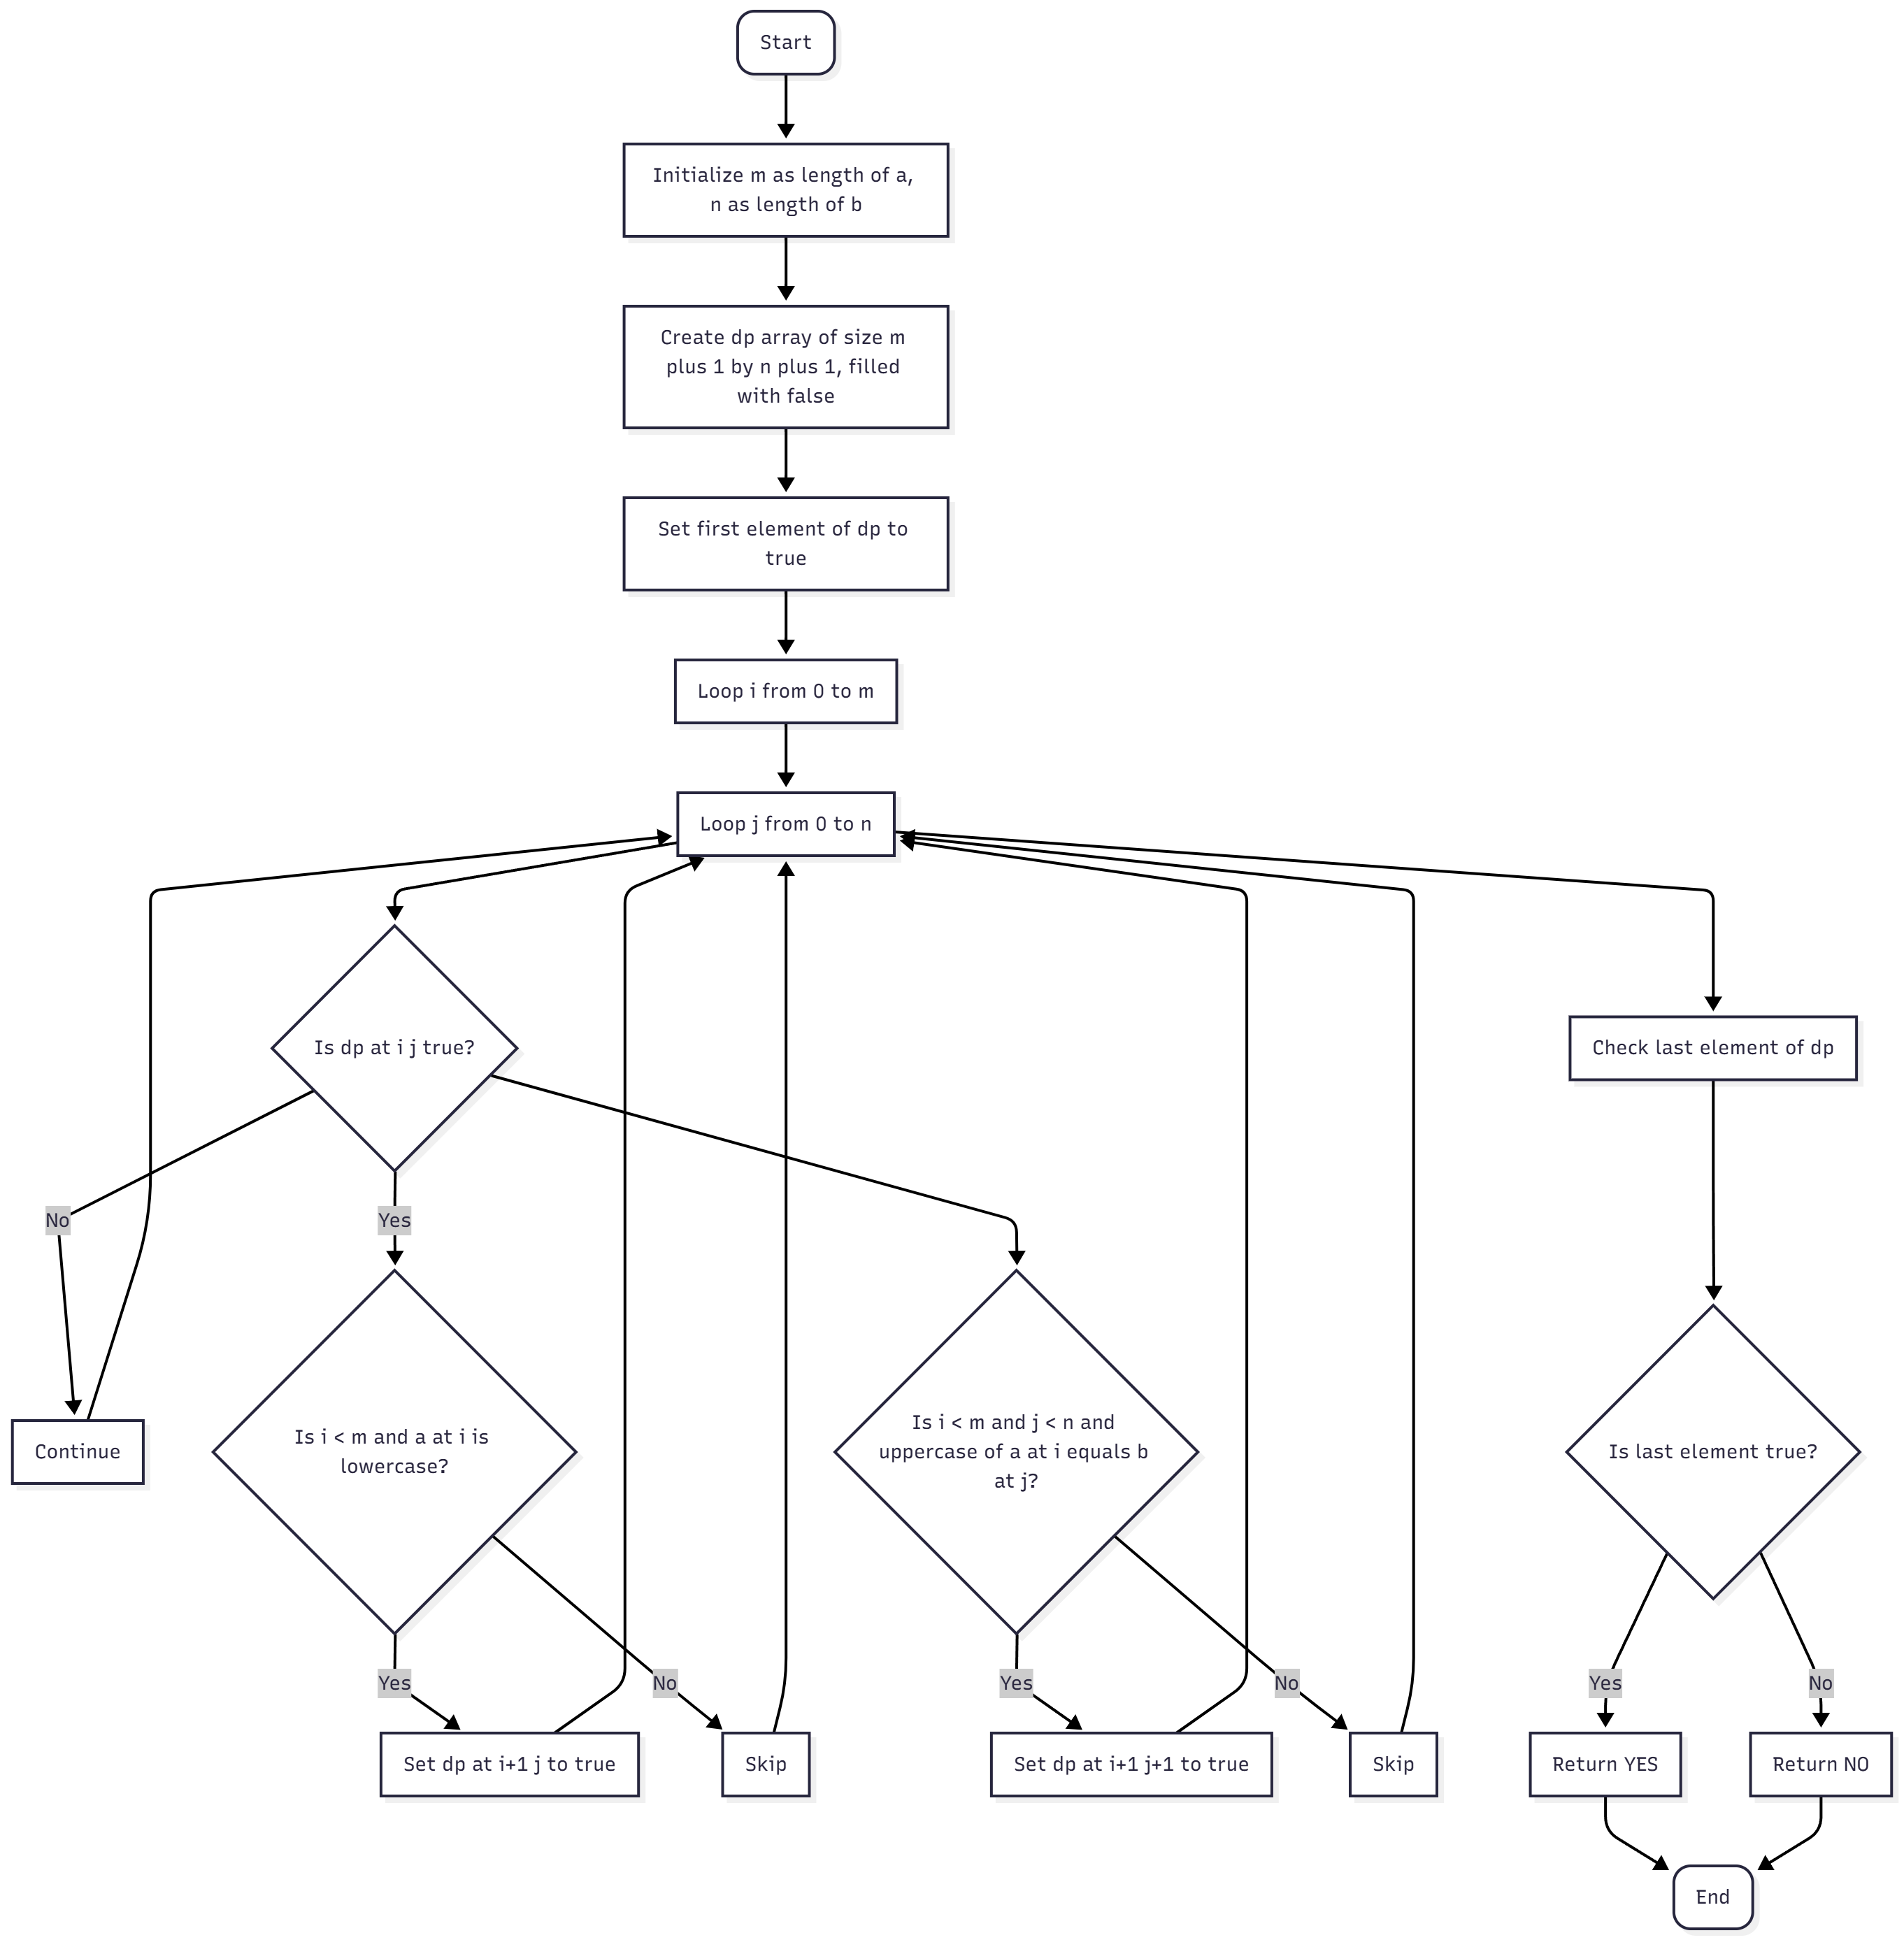 Start
Initialize m as length of a,
n as length of b
Create dp array of size m
plus 1 by n plus 1, filled
with false
Set first element of dp to
true
Loop i from 0 to m
Loop j from 0 to n
Is dp at i j true?
Check last element of dp
No
Yes
Continue
Is i < m and a at i is
lowercase?
Is i < m and j < n and
uppercase of a at i equals b
at j?
Is last element true?
Yes
No
Yes
No
Yes
No
Set dp at i+1 j to true
Skip
Set dp at i+1 j+1 to true
Skip
Return YES
Return NO
End